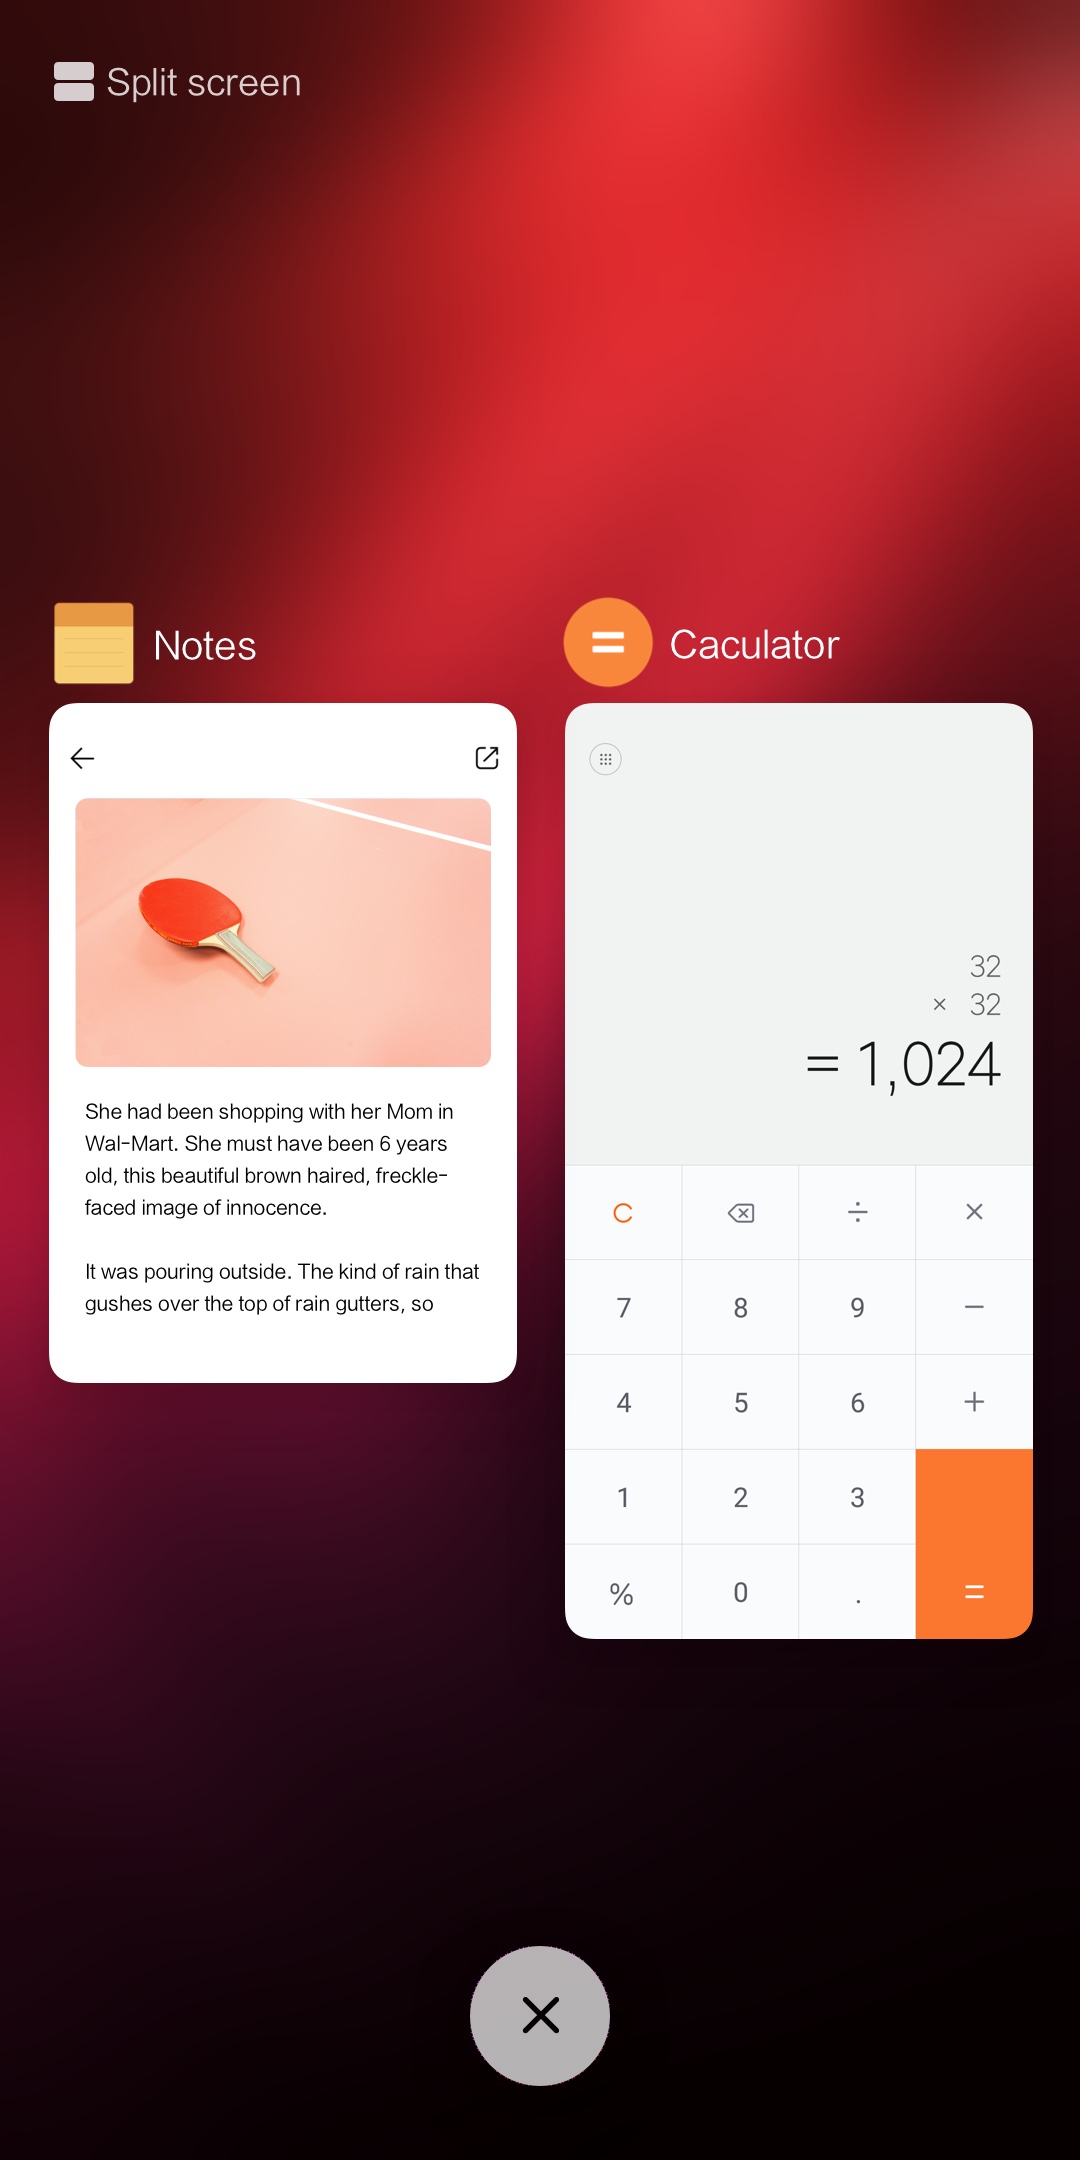 Split screen
Notes
Caculator
She had been shopping with her Mom in
Wal-Mart. She must have been 6 years
old, this beautiful brown haired, freckle-
faced image of innocence.
It was pouring outside. The kind of rain that
gushes over the top of rain gutters, so
32
× 32
= 1,024
C ÷ ×
7 8 9 −
4 5 6 +
1 2 3
% 0 . =